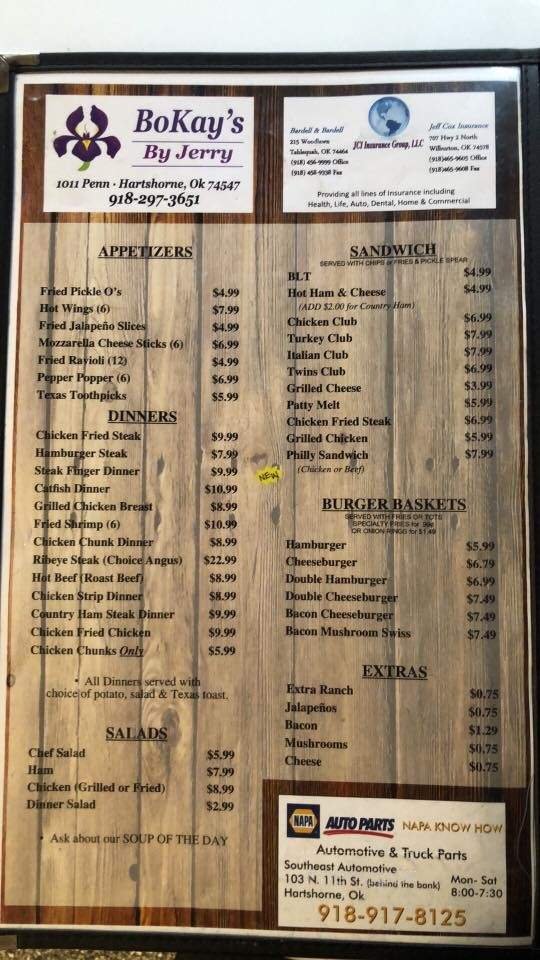 BoKay's
By Jerry
1011 Penn · Hartshorne, Ok 74547
918-297-3651
Bardell & Bardell
215 Woodlawn
Tahlequah, OK 74464
(918) 456-9999 Office
(918) 458-9338 Fax
JCI Insurance Group, LLC
Jeff Cox Insurance
707 Hwy 2 North
Wilburton, OK 74578
(918)465-9605 Office
(918)465-9608 Fax
Providing all lines of insurance including
Health, Life, Auto, Dental, Home & Commercial
APPETIZERS
Fried Pickle O's $4.99
Hot Wings (6) $7.99
Fried Jalapeño Slices $4.99
Mozzarella Cheese Sticks (6) $6.99
Fried Ravioli (12) $4.99
Pepper Popper (6) $6.99
Texas Toothpicks $5.99
DINNERS
Chicken Fried Steak $9.99
Hamburger Steak $7.99
Steak Finger Dinner $9.99
Catfish Dinner $10.99
Grilled Chicken Breast $8.99
Fried Shrimp (6) $10.99
Chicken Chunk Dinner $8.99
Ribeye Steak (Choice Angus) $22.99
Hot Beef (Roast Beef) $8.99
Chicken Strip Dinner $8.99
Country Ham Steak Dinner $9.99
Chicken Fried Chicken $9.99
Chicken Chunks Only $5.99
• All Dinners served with
choice of potato, salad & Texas toast.
SALADS
Chef Salad $5.99
Ham $7.99
Chicken (Grilled or Fried) $8.99
Dinner Salad $2.99
• Ask about our SOUP OF THE DAY
SANDWICH
SERVED WITH CHIPS or FRIES & PICKLE SPEAR
BLT $4.99
Hot Ham & Cheese $4.99
(ADD $2.00 for Country Ham)
Chicken Club $6.99
Turkey Club $7.99
Italian Club $7.99
Twins Club $6.99
Grilled Cheese $3.99
Patty Melt $5.99
Chicken Fried Steak $6.99
Grilled Chicken $5.99
Philly Sandwich $7.99
(Chicken or Beef)
NEW
BURGER BASKETS
SERVED WITH FRIES OR TOTS
SPECIALTY FRIES for .99¢
OR ONION RINGS for $1.49
Hamburger $5.99
Cheeseburger $6.79
Double Hamburger $6.99
Double Cheeseburger $7.49
Bacon Cheeseburger $7.49
Bacon Mushroom Swiss $7.49
EXTRAS
Extra Ranch $0.75
Jalapeños $0.75
Bacon $1.29
Mushrooms $0.75
Cheese $0.75
NAPA AUTO PARTS NAPA KNOW HOW
Automotive & Truck Parts
Southeast Automotive
103 N. 11th St. (behind the bank) Mon- Sat
Hartshorne, Ok 8:00-7:30
918-917-8125